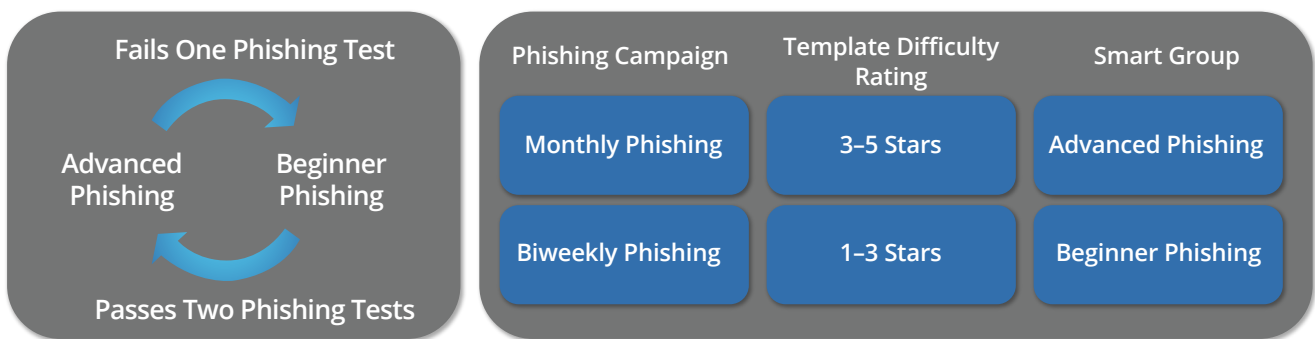 Fails One Phishing Test
Advanced
Phishing
Beginner
Phishing
Passes Two Phishing Tests
Phishing Campaign
Template Difficulty
Rating
Smart Group
Monthly Phishing
3–5 Stars
Advanced Phishing
Biweekly Phishing
1–3 Stars
Beginner Phishing